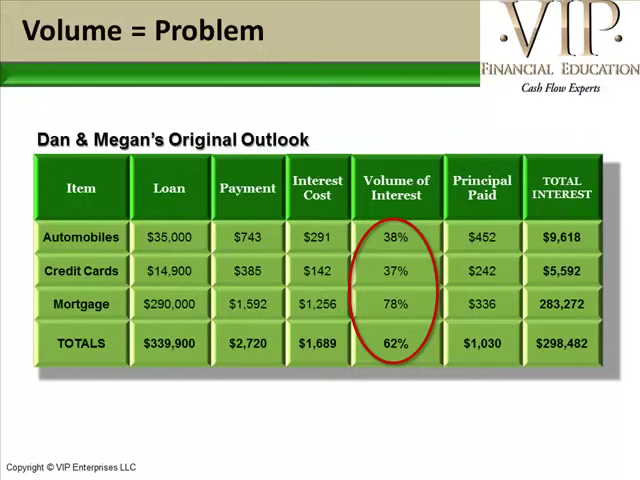 Volume = Problem
VIP
FINANCIAL EDUCATION
Cash Flow Experts
Dan & Megan's Original Outlook
Item Loan Payment Interest Cost Volume of Interest Principal Paid TOTAL INTEREST
Automobiles $35,000 $743 $291 38% $452 $9,618
Credit Cards $14,900 $385 $142 37% $242 $5,592
Mortgage $290,000 $1,592 $1,256 78% $336 283,272
TOTALS $339,900 $2,720 $1,689 62% $1,030 $298,482
Copyright © VIP Enterprises LLC